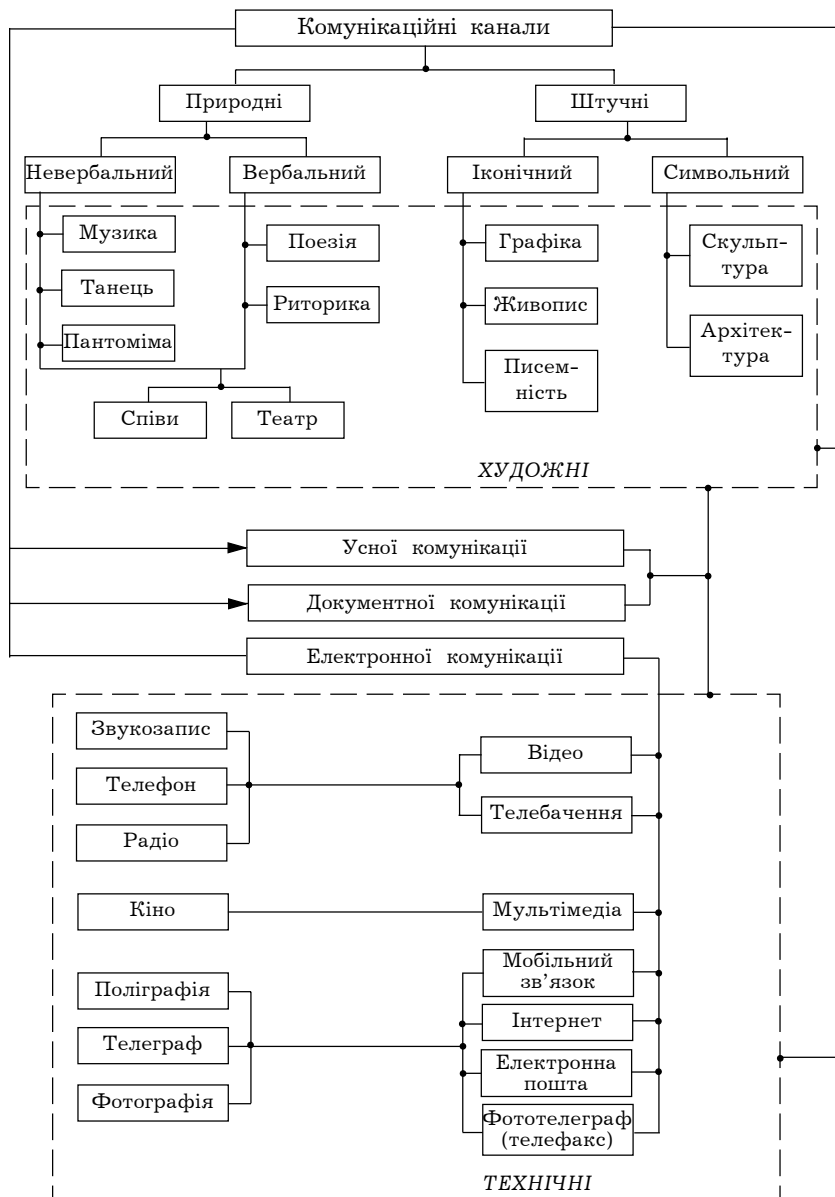 Комунікаційні канали
Природні
Штучні
Невербальний
Вербальний
Іконічний
Символьний
Музика
Танець
Пантоміма
Поезія
Риторика
Співи
Театр
Графіка
Живопис
Писем-
ність
Скульп-
тура
Архітек-
тура
ХУДОЖНІ
Усної комунікації
Документної комунікації
Електронної комунікації
Звукозапис
Телефон
Радіо
Відео
Телебачення
Кіно
Мультімедіа
Поліграфія
Телеграф
Фотографія
Мобільний
зв'язок
Інтернет
Електронна
пошта
Фототелеграф
(телефакс)
ТЕХНІЧНІ